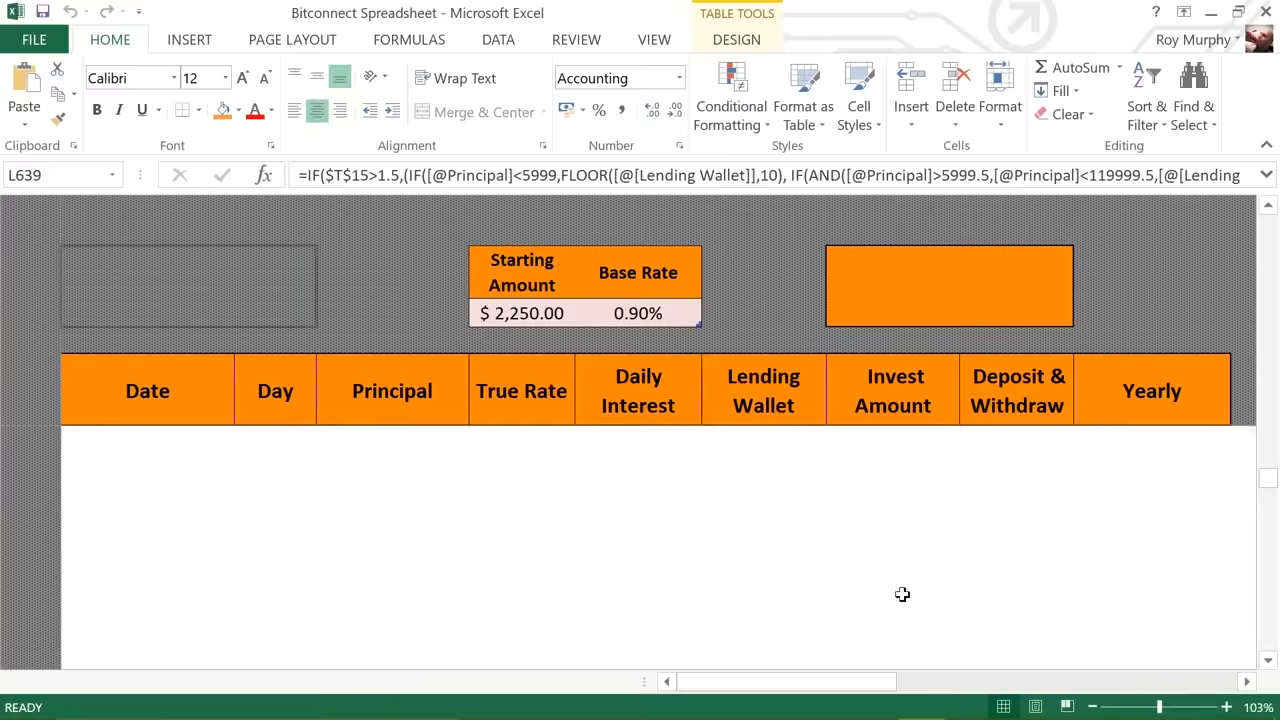 Bitconnect Spreadsheet - Microsoft Excel
TABLE TOOLS
?
FILE
HOME
INSERT
PAGE LAYOUT
FORMULAS
DATA
REVIEW
VIEW
DESIGN
Roy Murphy
Paste
Clipboard
Calibri
12
B I U
Font
Wrap Text
Merge & Center
Alignment
Accounting
%
Number
Conditional
Formatting
Format as
Table
Cell
Styles
Styles
Insert
Delete
Format
Cells
AutoSum
Fill
Clear
Sort &
Filter
Find &
Select
Editing
L639
fx
=IF($T$15>1.5,(IF([@Principal]<5999,FLOOR([@[Lending Wallet]],10), IF(AND([@Principal]>5999.5,[@Principal]<119999.5,[@[Lending
Starting
Amount
Base Rate
$ 2,250.00
0.90%
Date
Day
Principal
True Rate
Daily
Interest
Lending
Wallet
Invest
Amount
Deposit &
Withdraw
Yearly
READY
103%